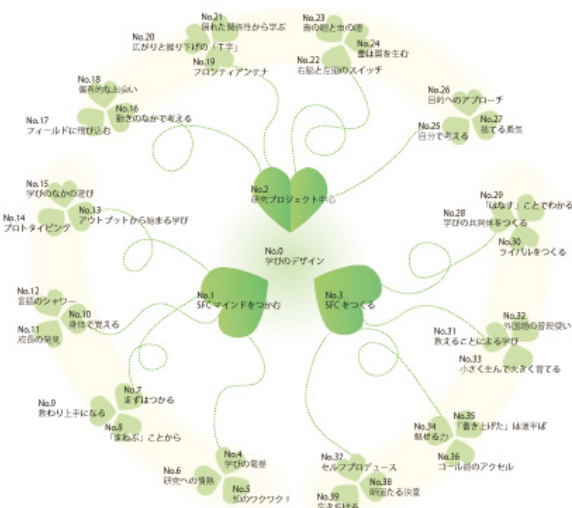 No.0
学びのデザイン
No.1
SFCマインドをつかむ
No.2
研究プロジェクト中心
No.3
SFCをつくる
No.4
学びの竜巻
No.5
知のワクワク!
No.6
研究への情熱
No.7
まずはつかる
No.8
「まねぶ」ことから
No.9
教わり上手になる
No.10
身体で覚える
No.11
成長の発見
No.12
言語のシャワー
No.13
アウトプットから始まる学び
No.14
プロトタイピング
No.15
学びのなかの遊び
No.16
動きのなかで考える
No.17
フィールドに飛び込む
No.18
偶有的な出会い
No.19
フロンティアンテナ
No.20
広がりと掘り下げの「T字」
No.21
隠れた関係性から学ぶ
No.22
右脳と左脳のスイッチ
No.23
鳥の眼と虫の眼
No.24
量は質を生む
No.25
自分で考える
No.26
目的へのアプローチ
No.27
捨てる勇気
No.28
学びの共同体をつくる
No.29
「はなす」ことでわかる
No.30
ライバルをつくる
No.31
教えることによる学び
No.32
外国語の普段使い
No.33
小さく生んで大きく育てる
No.34
魅せる力
No.35
「書き上げた」は道半ば
No.36
ゴール前のアクセル
No.37
セルフプロデュース
No.38
断固たる決意
No.39